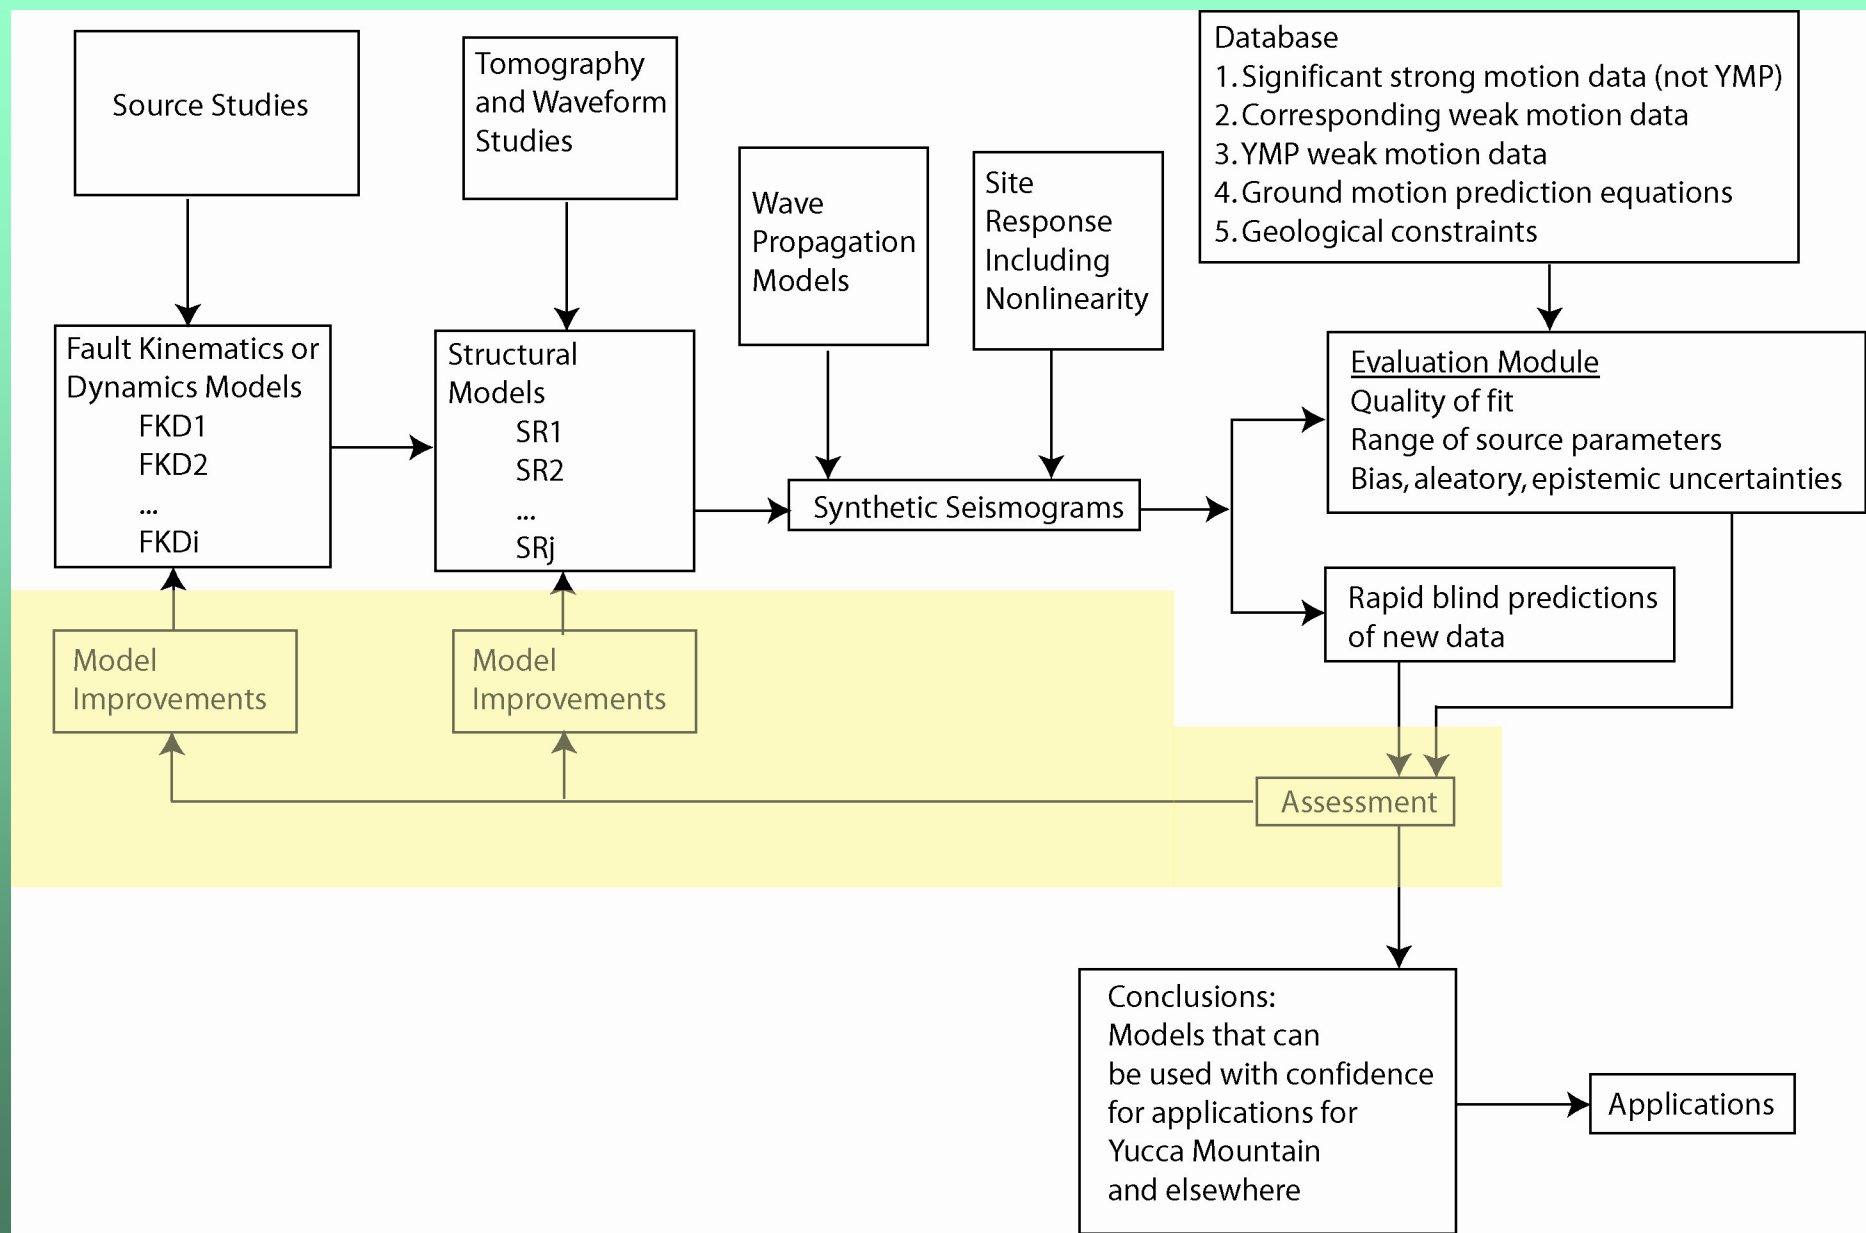 Source Studies
Tomography
and Waveform
Studies
Wave
Propagation
Models
Site
Response
Including
Nonlinearity
Database
1. Significant strong motion data (not YMP)
2. Corresponding weak motion data
3. YMP weak motion data
4. Ground motion prediction equations
5. Geological constraints
Fault Kinematics or
Dynamics Models
FKD1
FKD2
...
FKDi
Structural
Models
SR1
SR2
...
SRj
Synthetic Seismograms
Evaluation Module
Quality of fit
Range of source parameters
Bias, aleatory, epistemic uncertainties
Rapid blind predictions
of new data
Model
Improvements
Model
Improvements
Assessment
Conclusions:
Models that can
be used with confidence
for applications for
Yucca Mountain
and elsewhere
Applications